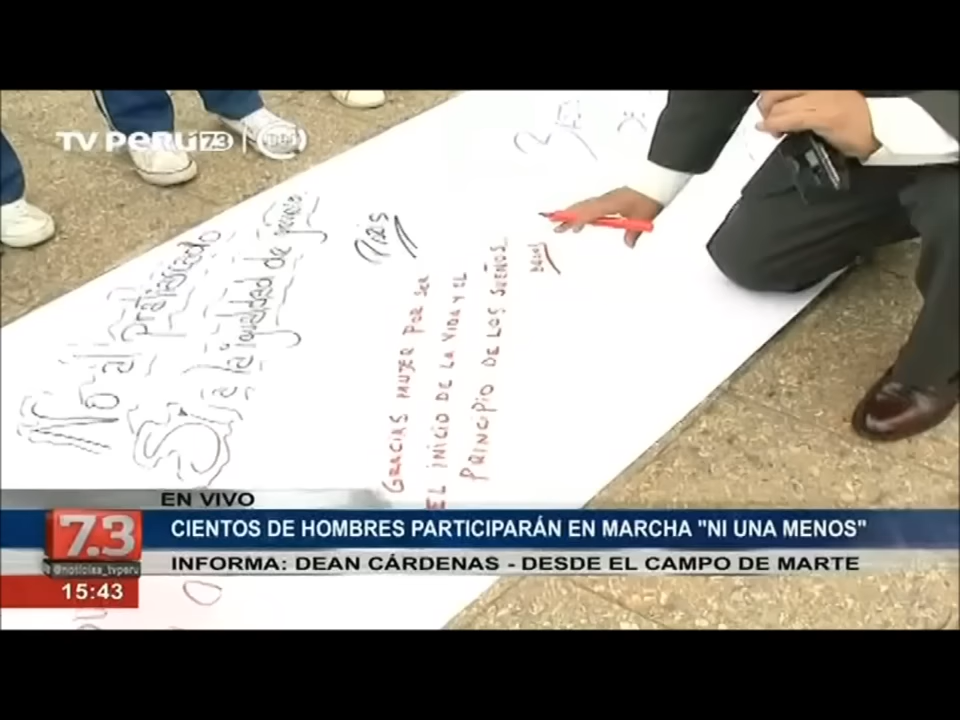 TV PERÚ 7.3
No al patriarcado
Si a la igualdad de género
GRACIAS MUJER POR SER
EL INICIO DE LA VIDA Y EL
PRINCIPIO DE LOS SUEÑOS.
EN VIVO
7.3
CIENTOS DE HOMBRES PARTICIPARÁN EN MARCHA "NI UNA MENOS"
@noticias_tvperu
INFORMA: DEAN CÁRDENAS - DESDE EL CAMPO DE MARTE
15:43